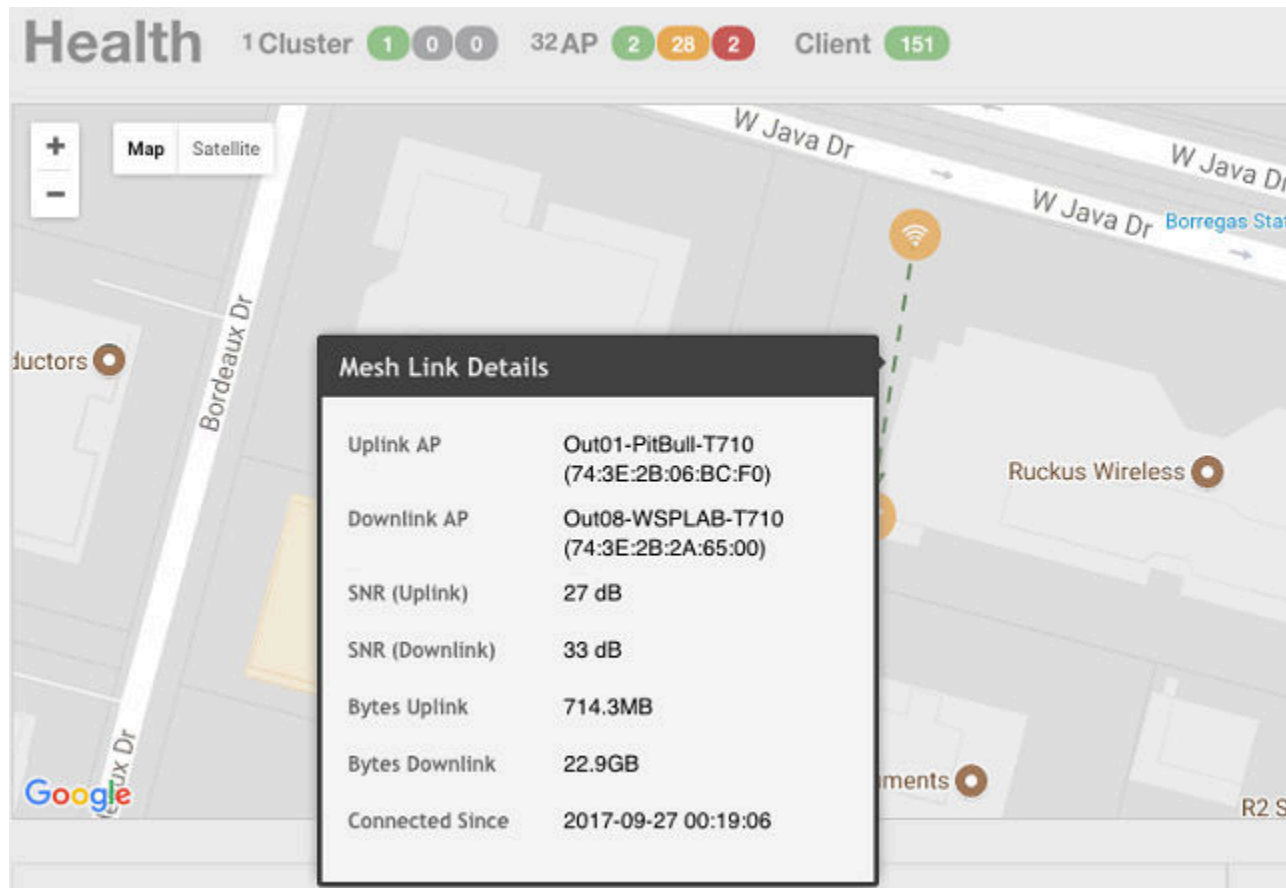 Health 1 Cluster 1 0 0 32 AP 2 28 2 Client 151
+
−
Map Satellite
W Java Dr
W Java Dr
W Java Dr
Borregas Stat
Bordeaux Dr
ductors
Ruckus Wireless
Mesh Link Details
Uplink AP Out01-PitBull-T710
(74:3E:2B:06:BC:F0)
Downlink AP Out08-WSPLAB-T710
(74:3E:2B:2A:65:00)
SNR (Uplink) 27 dB
SNR (Downlink) 33 dB
Bytes Uplink 714.3MB
Bytes Downlink 22.9GB
Connected Since 2017-09-27 00:19:06
uments
R2 S
Google